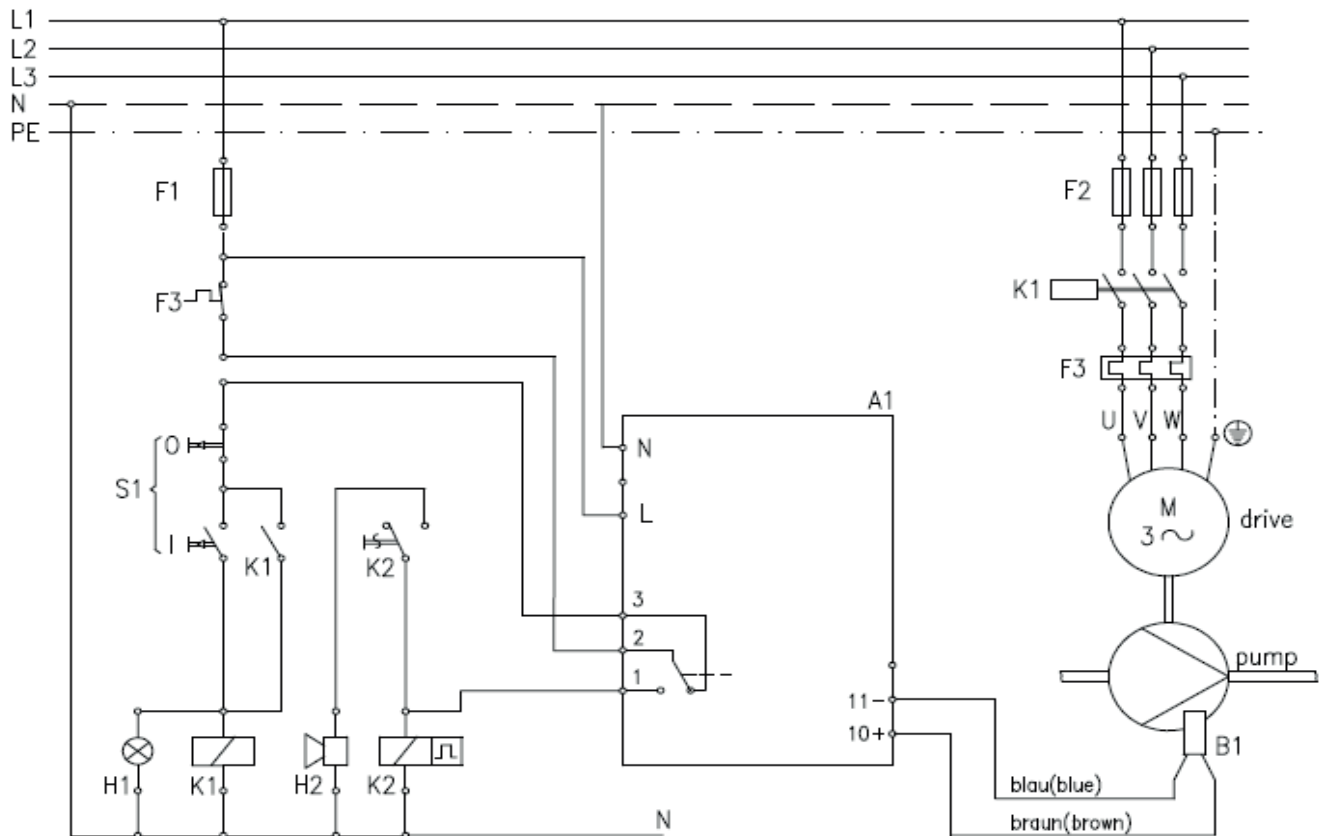 L1
L2
L3
N
PE
F1
F2
F3
K1
F3
A1
U V W
N
O
S1
L
M
3
drive
I
K1
K2
3
2
pump
1
11-
10+
B1
H1
K1
H2
K2
blau(blue)
N
braun(brown)